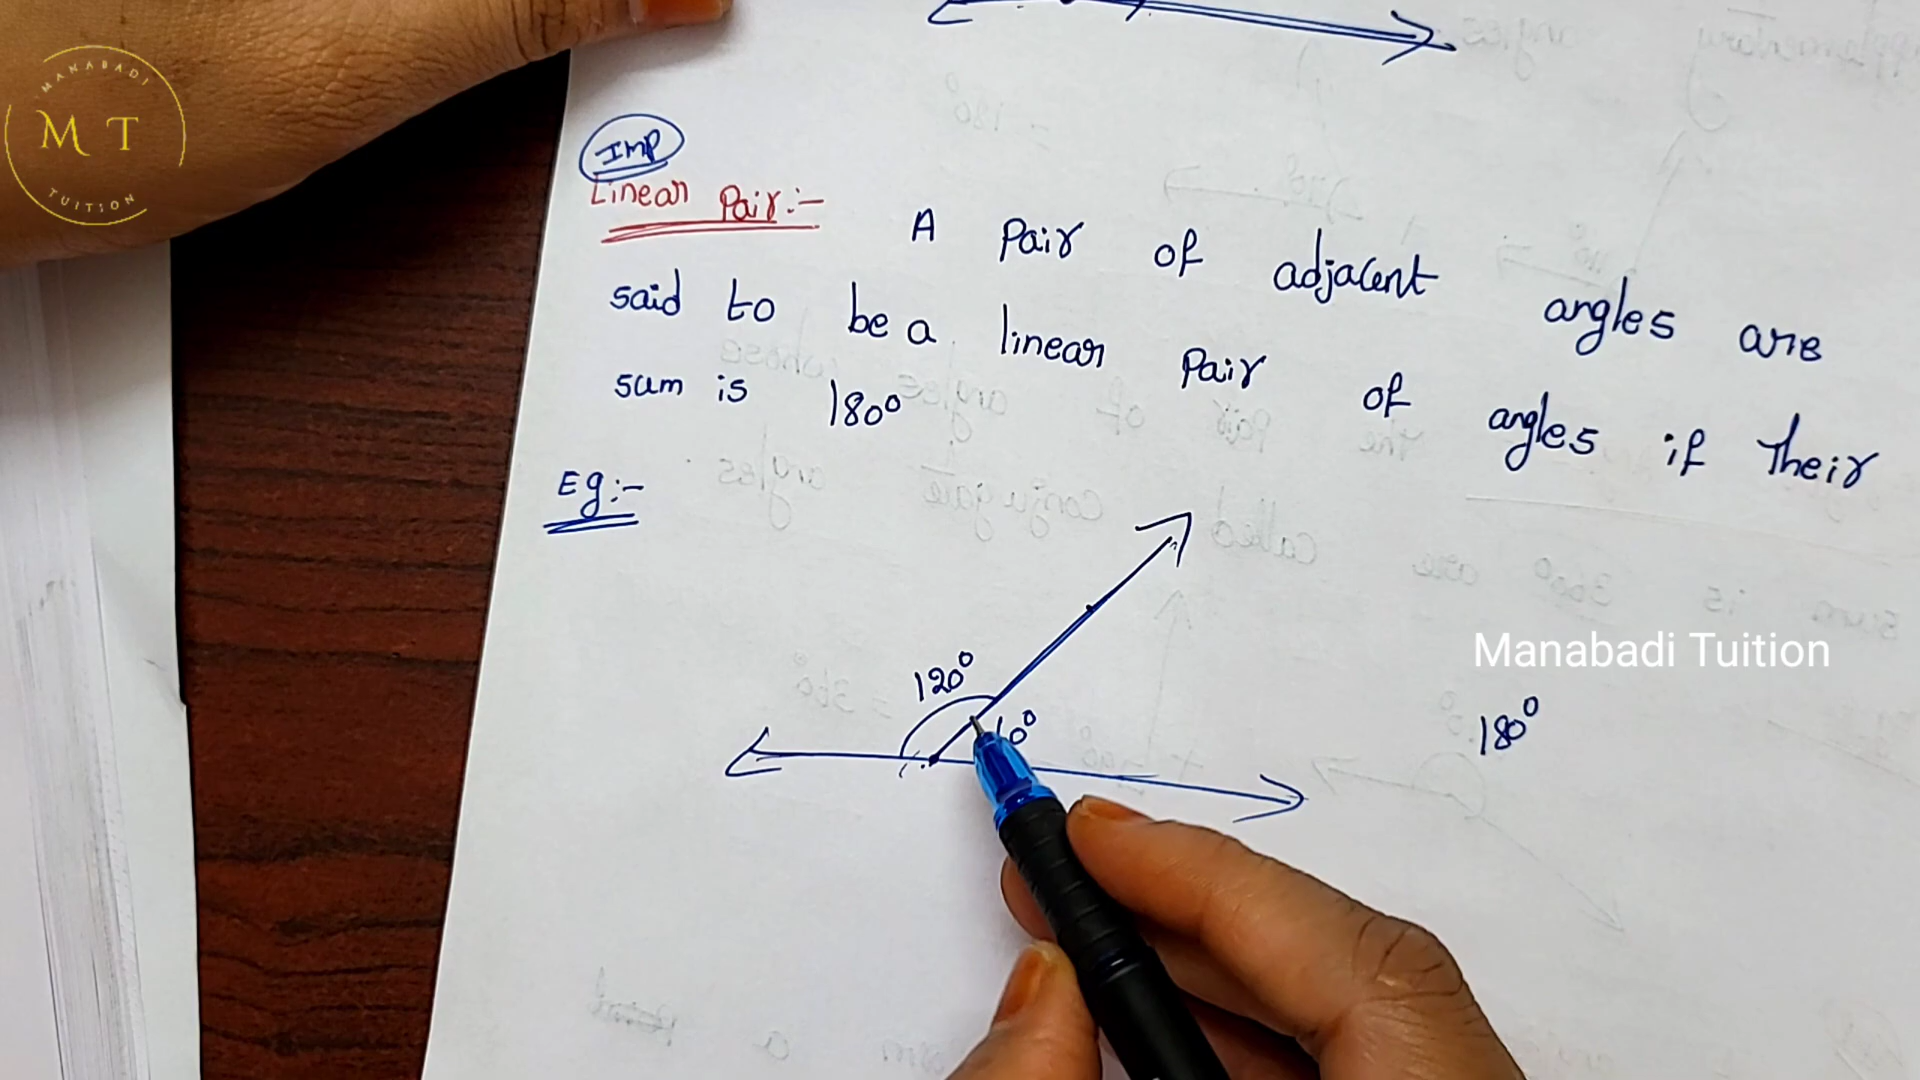 MANABADI
M T
TUITION
IMP
Linear Pair:-
A Pair of adjacent angles are
said to be a linear Pair of angles if Their
sum is 180°
Eg:-
120°
180°
Manabadi Tuition